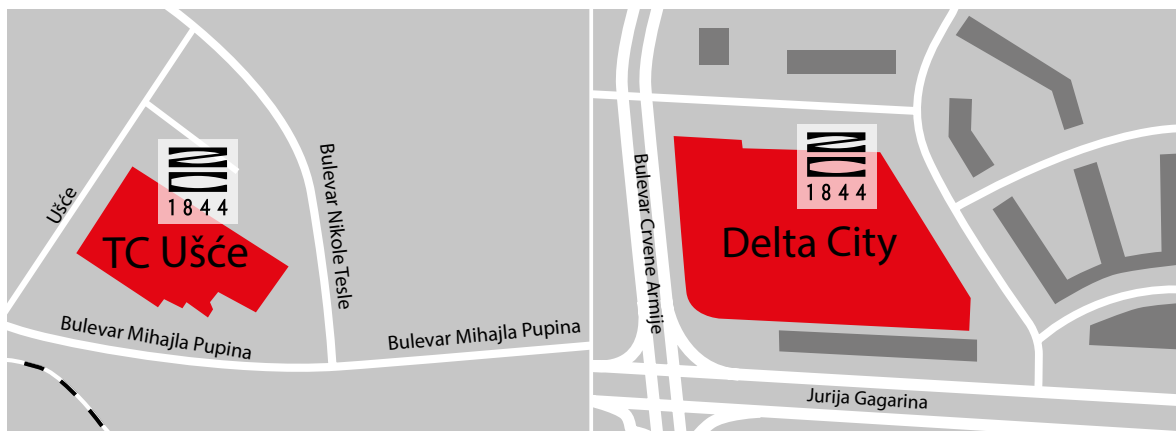 Ušće
1844
TC Ušće
Bulevar Nikole Tesle
Bulevar Mihajla Pupina
Bulevar Mihajla Pupina
Bulevar Crvene Armije
1844
Delta City
Jurija Gagarina